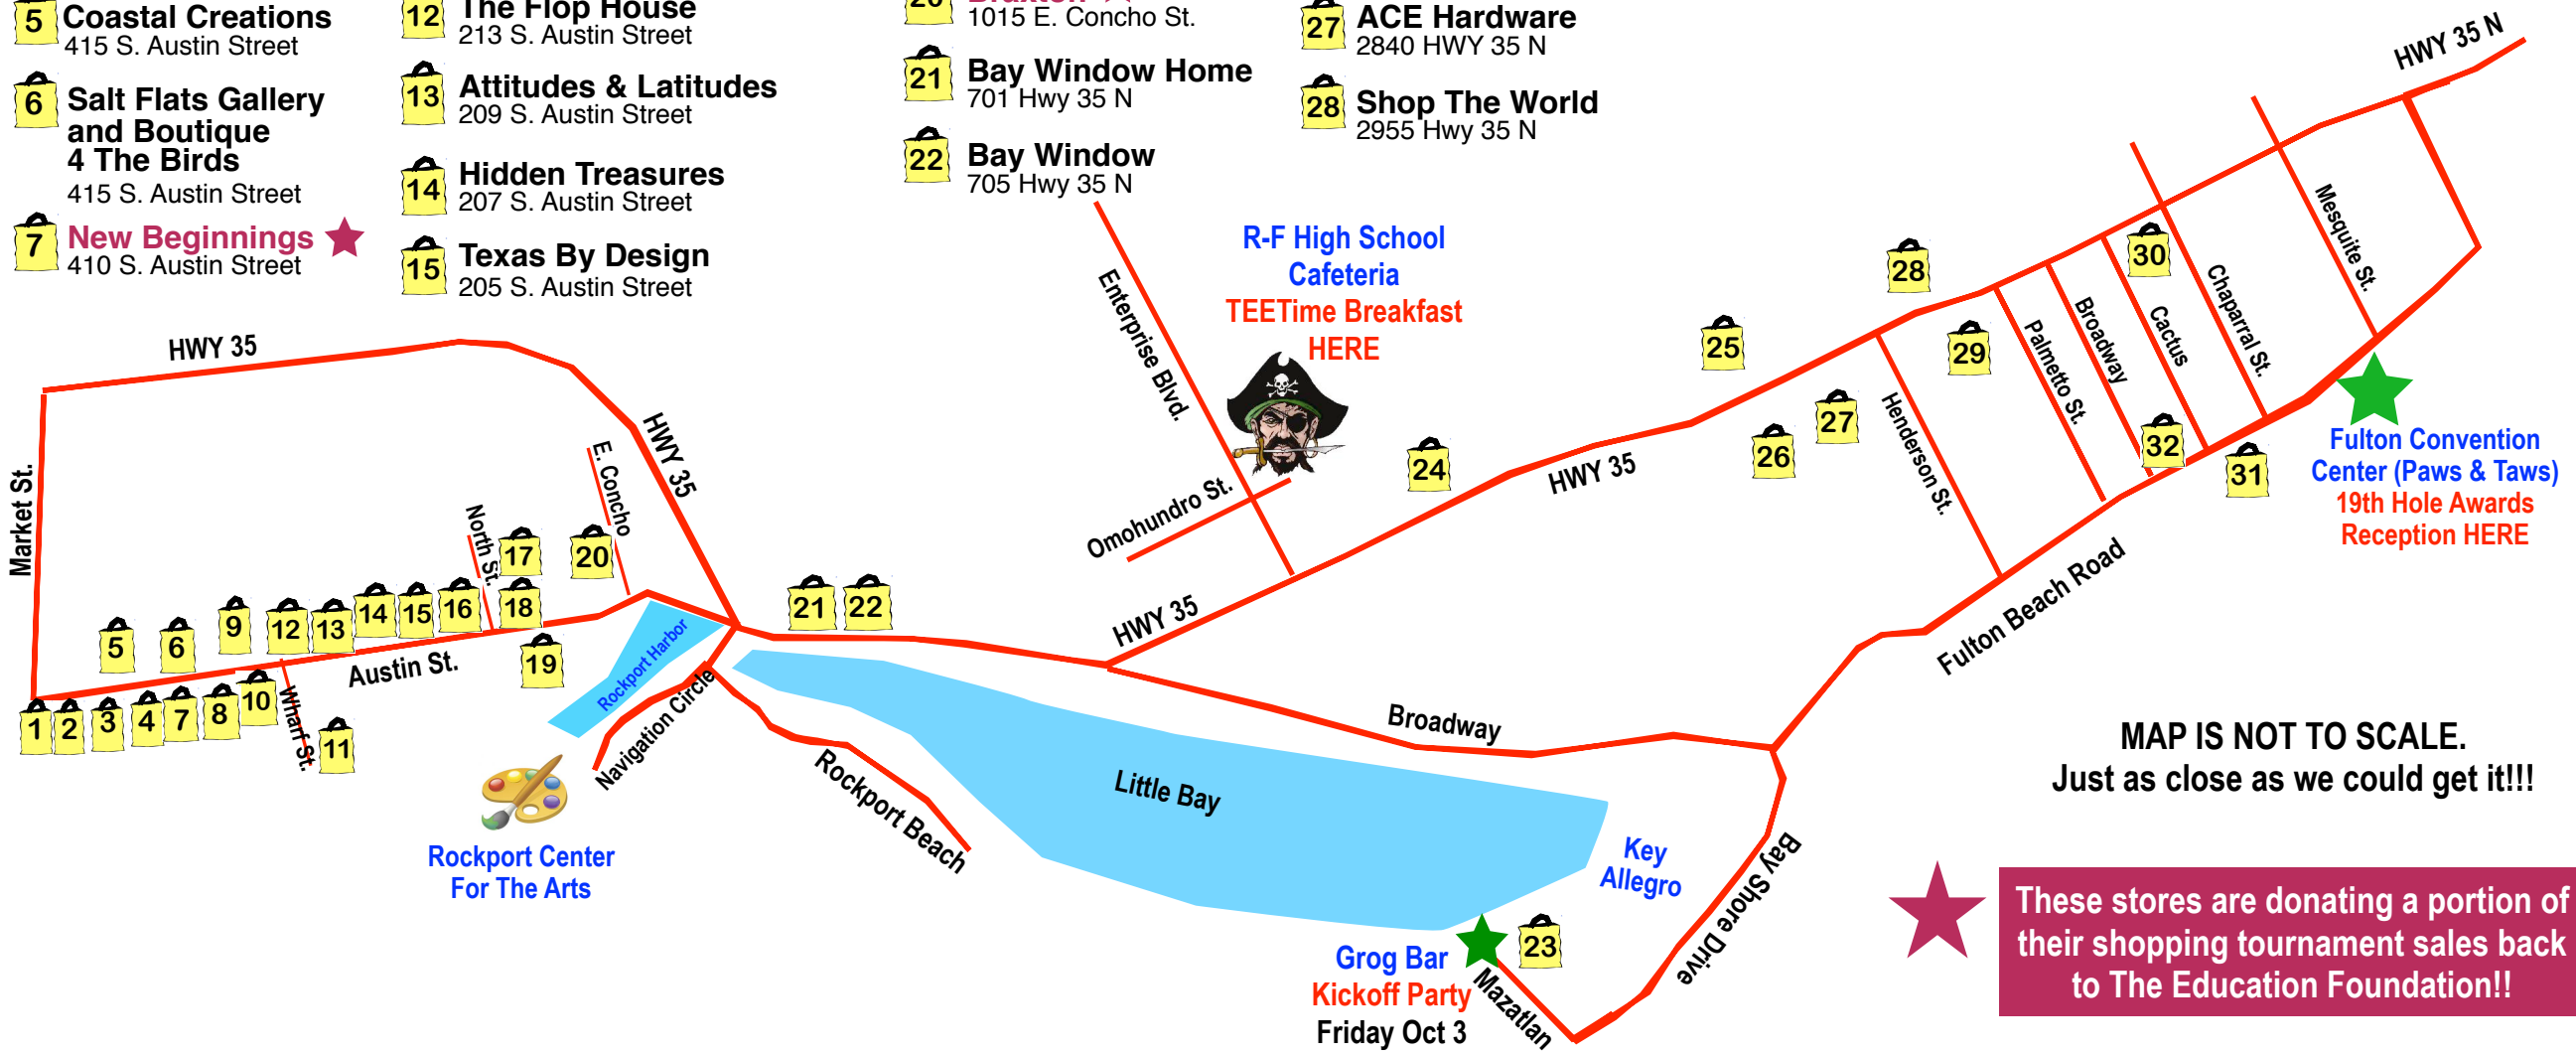 5 Coastal Creations
415 S. Austin Street
6 Salt Flats Gallery
and Boutique
4 The Birds
415 S. Austin Street
7 New Beginnings
410 S. Austin Street
12 The Flop House
213 S. Austin Street
13 Attitudes & Latitudes
209 S. Austin Street
14 Hidden Treasures
207 S. Austin Street
15 Texas By Design
205 S. Austin Street
1015 E. Concho St.
21 Bay Window Home
701 Hwy 35 N
22 Bay Window
705 Hwy 35 N
27 ACE Hardware
2840 HWY 35 N
28 Shop The World
2955 Hwy 35 N
HWY 35 N
R-F High School
Cafeteria
TEETime Breakfast
HERE
Enterprise Blvd.
Omohundro St.
HWY 35
HWY 35
Market St.
E. Concho
North St.
Austin St.
Wharf St.
5
6
9
12
13
14
15
16
17
18
20
19
1
2
3
4
7
8
10
11
21
22
24
25
26
27
28
29
30
32
31
HWY 35
HWY 35
Henderson St.
Palmetto St.
Broadway
Cactus
Chaparral St.
Mesquite St.
Fulton Convention
Center (Paws & Taws)
19th Hole Awards
Reception HERE
Fulton Beach Road
Rockport Harbor
Navigation Circle
Rockport Beach
Rockport Center
For The Arts
Little Bay
Broadway
Key
Allegro
Bay Shore Drive
23
Grog Bar
Kickoff Party
Friday Oct 3
Mazatlan
MAP IS NOT TO SCALE.
Just as close as we could get it!!!
These stores are donating a portion of
their shopping tournament sales back
to The Education Foundation!!